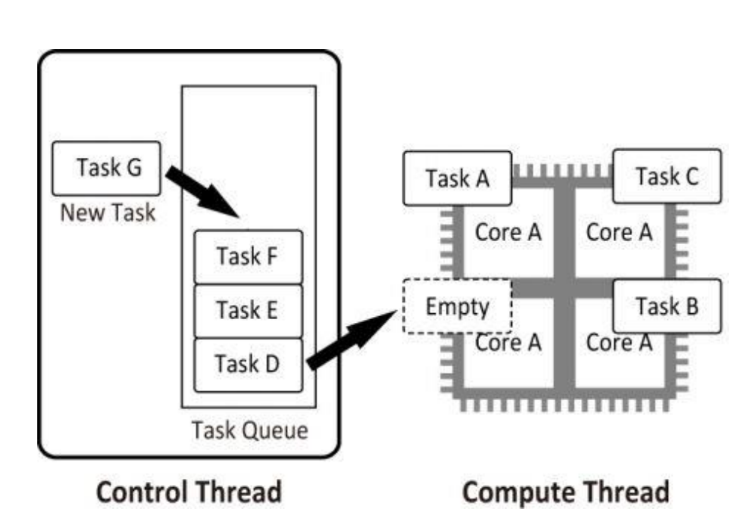 Task G
New Task
Task F
Task E
Task D
Task Queue
Control Thread
Task A
Task C
Core A
Core A
Empty
Task B
Core A
Core A
Compute Thread